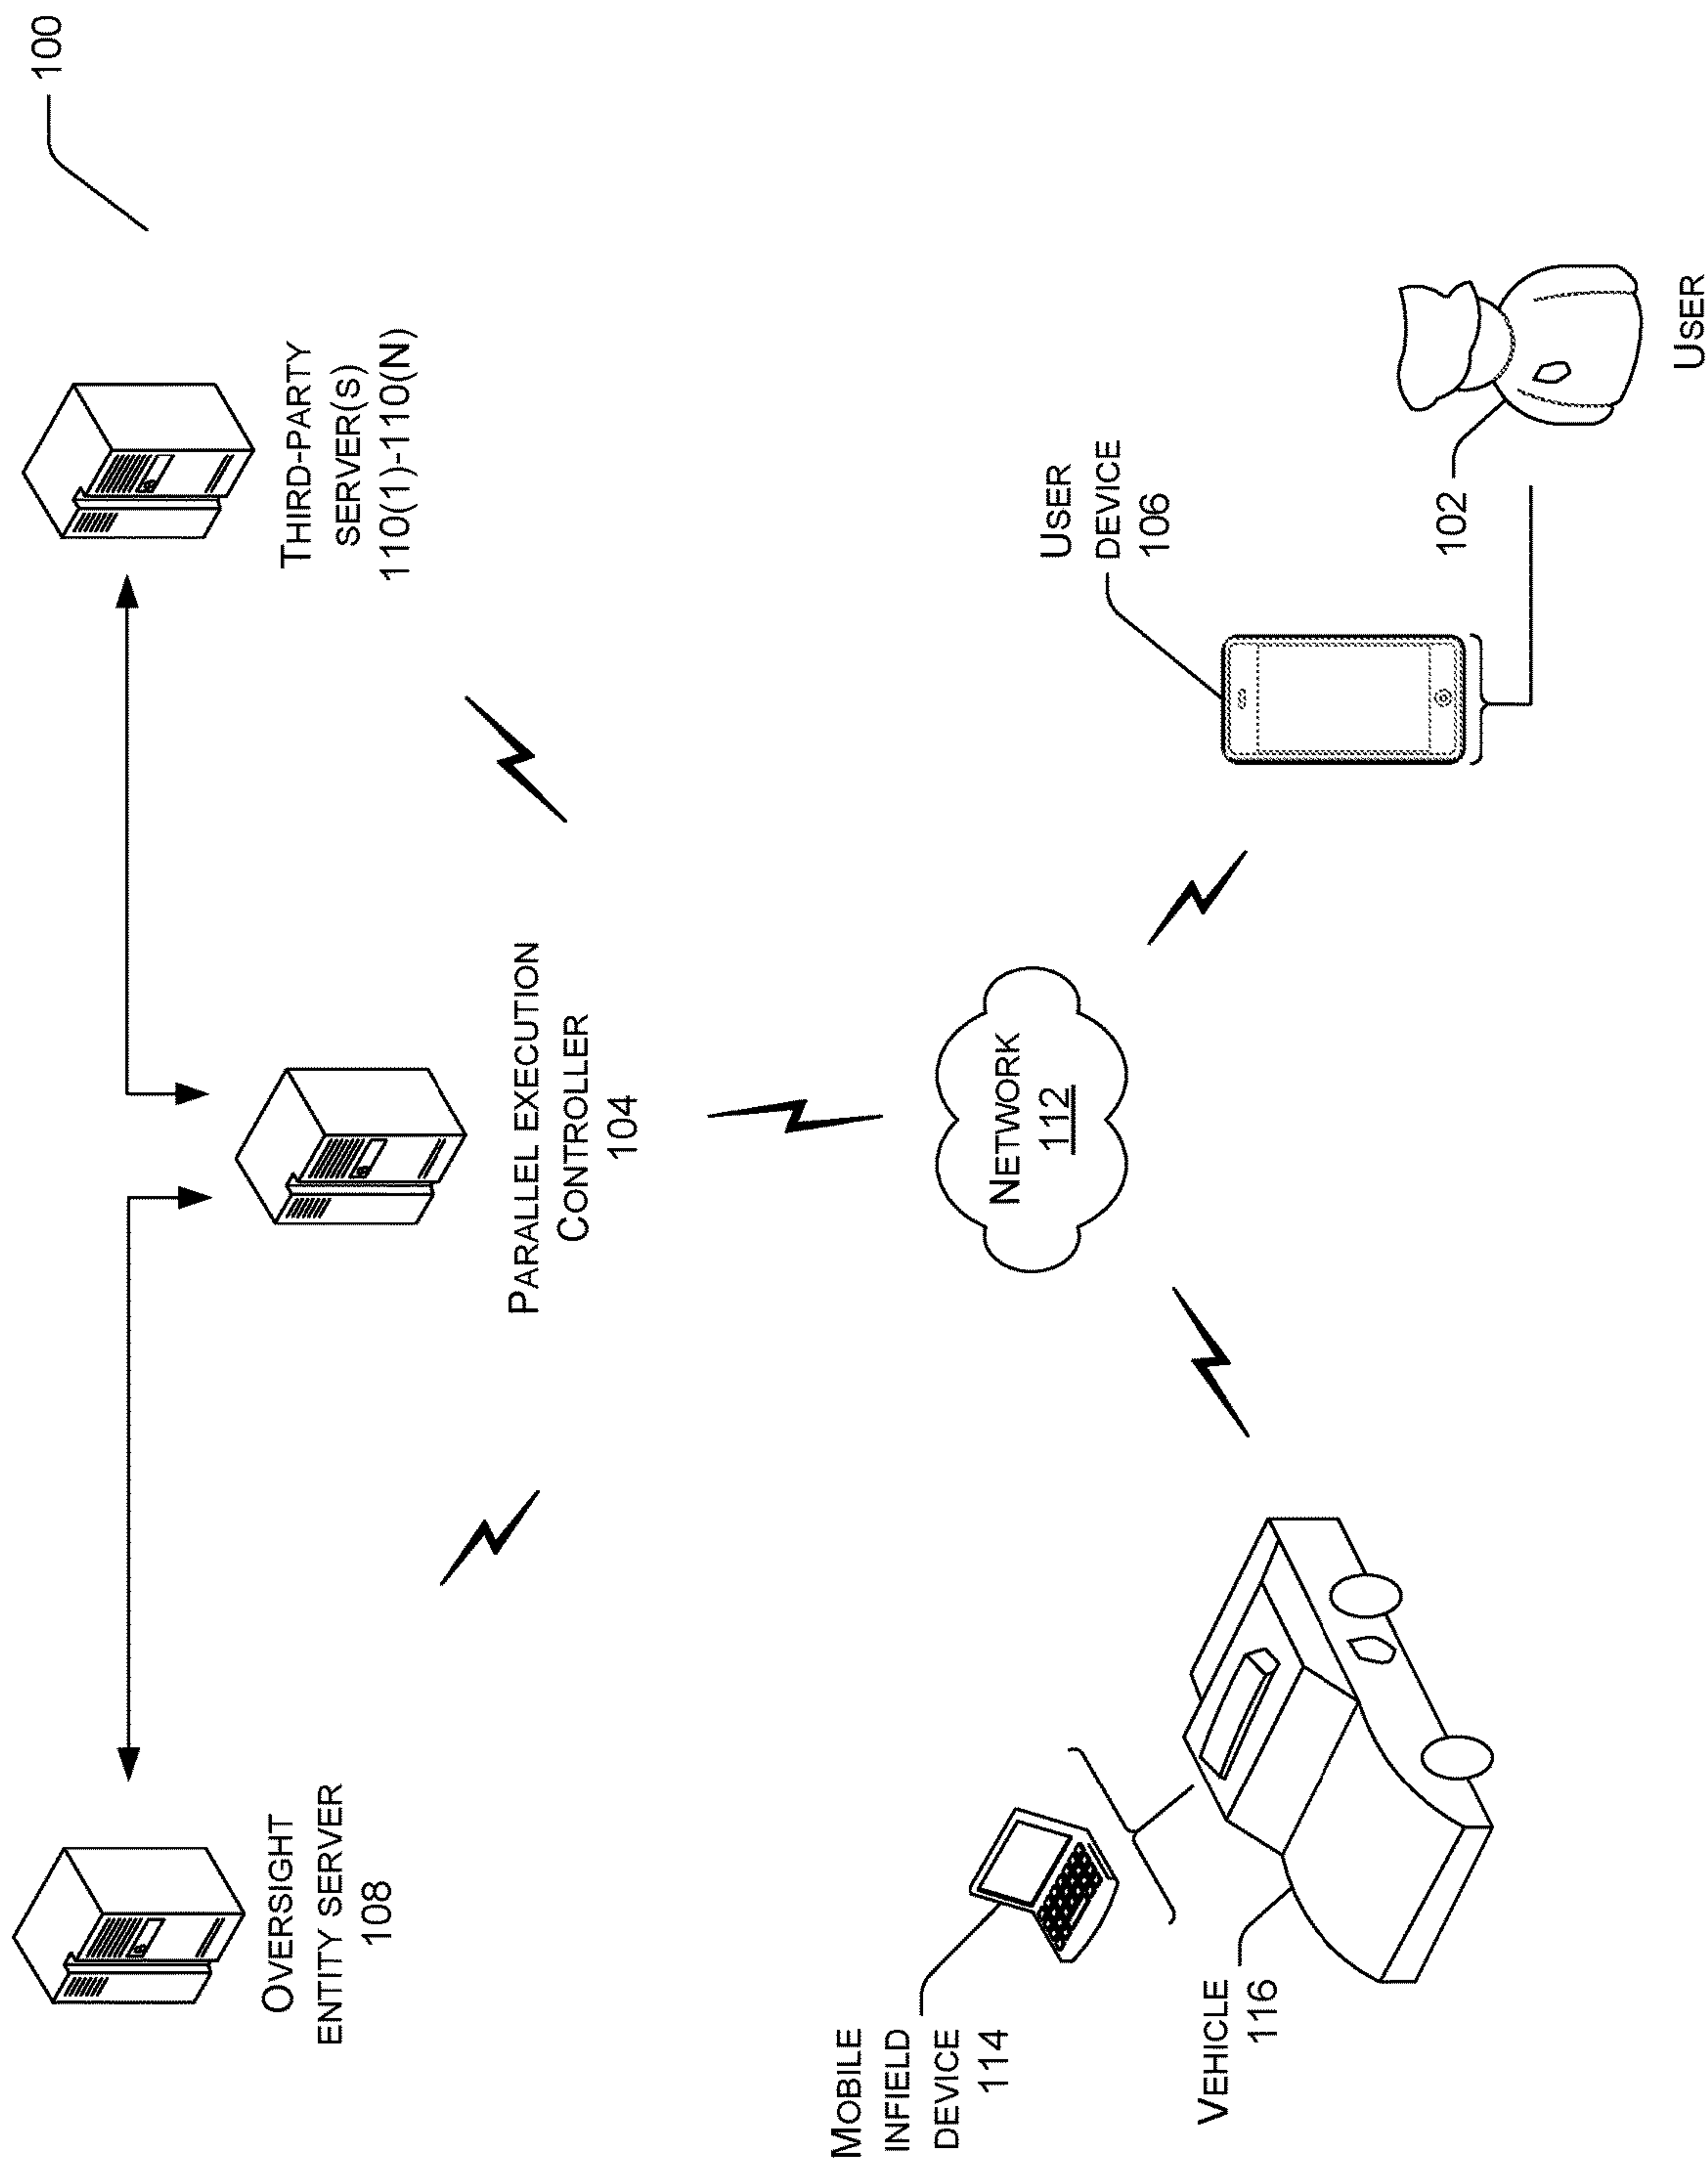 100
OVERSIGHT
ENTITY SERVER
108
PARALLEL EXECUTION
CONTROLLER
104
THIRD-PARTY
SERVER(S)
110(1)-110(N)
NETWORK
112
MOBILE
INFIELD
DEVICE
114
VEHICLE
116
USER
DEVICE
106
102
USER